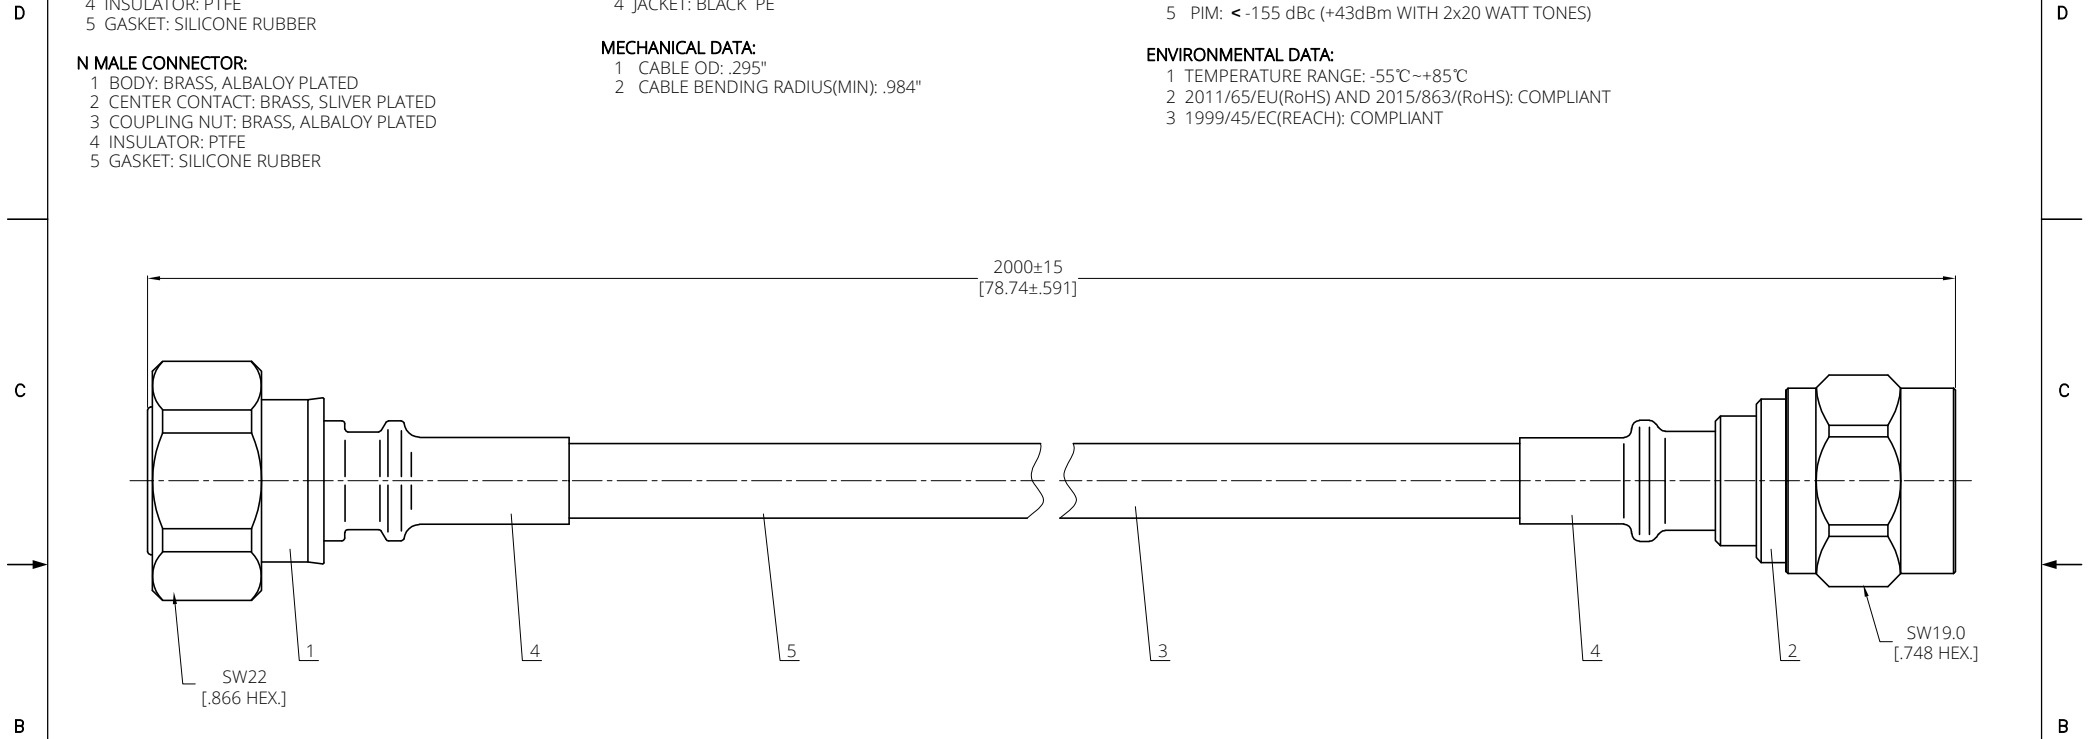 D
4 INSULATOR: PTFE
5 GASKET: SILICONE RUBBER
N MALE CONNECTOR:
1 BODY: BRASS, ALBALOY PLATED
2 CENTER CONTACT: BRASS, SLIVER PLATED
3 COUPLING NUT: BRASS, ALBALOY PLATED
4 INSULATOR: PTFE
5 GASKET: SILICONE RUBBER
4 JACKET: BLACK PE
MECHANICAL DATA:
1 CABLE OD: .295"
2 CABLE BENDING RADIUS(MIN): .984"
5 PIM: < -155 dBc (+43dBm WITH 2x20 WATT TONES)
ENVIRONMENTAL DATA:
1 TEMPERATURE RANGE: -55℃~+85℃
2 2011/65/EU(RoHS) AND 2015/863/(RoHS): COMPLIANT
3 1999/45/EC(REACH): COMPLIANT
D
2000±15
[78.74±.591]
C
C
1
4
5
3
4
2
SW22
[.866 HEX.]
SW19.0
[.748 HEX.]
B
B